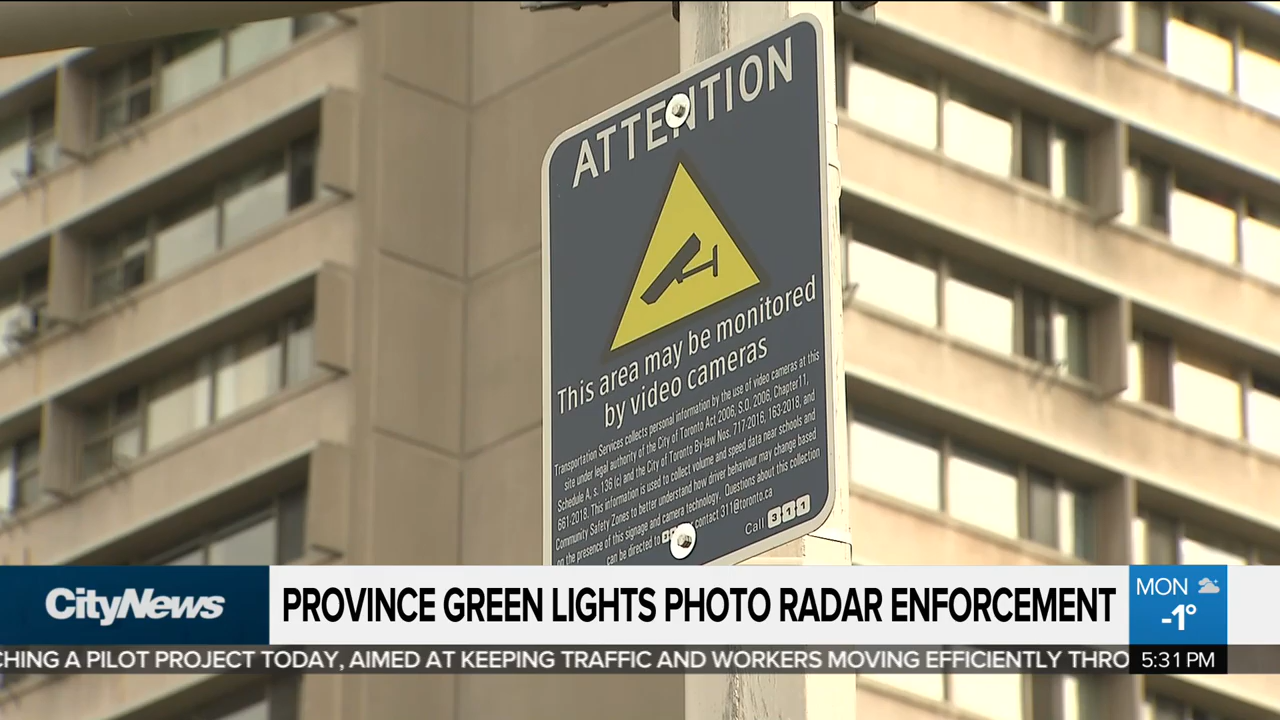 ATTENTION
This area may be monitored
by video cameras
Transportation Services collects personal information by the use of video cameras at this
site under legal authority of the City of Toronto Act 2006, S.O. 2006, Chapter11,
Schedule A, s. 136 (c) and the City of Toronto By-law Nos. 717-2016, 163-2018, and
661-2018. This information is used to collect volume and speed data near schools and
Community Safety Zones to better understand how driver behaviour may change based
on the presence of this signage and camera technology. Questions about this collection
can be directed to contact 311@toronto.ca
Call 311
CityNews
PROVINCE GREEN LIGHTS PHOTO RADAR ENFORCEMENT
MON
-1°
CHING A PILOT PROJECT TODAY, AIMED AT KEEPING TRAFFIC AND WORKERS MOVING EFFICIENTLY THRO
5:31 PM